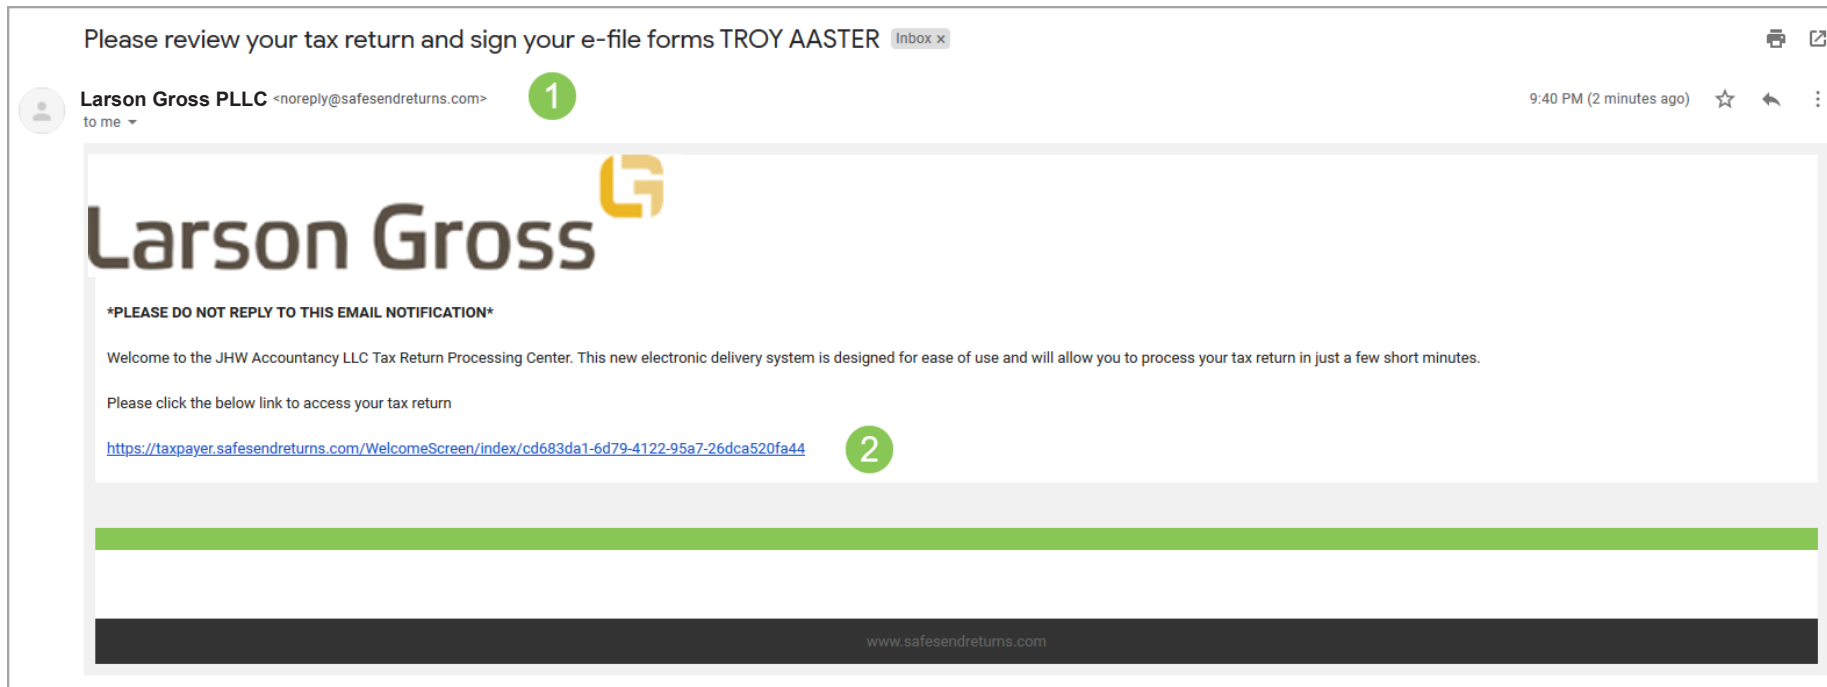 Please review your tax return and sign your e-file forms TROY AASTER Inbox x
Larson Gross PLLC <noreply@safesendreturns.com> 1 9:40 PM (2 minutes ago)
to me
Larson Gross
*PLEASE DO NOT REPLY TO THIS EMAIL NOTIFICATION*
Welcome to the JHW Accountancy LLC Tax Return Processing Center. This new electronic delivery system is designed for ease of use and will allow you to process your tax return in just a few short minutes.
Please click the below link to access your tax return
https://taxpayer.safesendreturns.com/WelcomeScreen/index/cd683da1-6d79-4122-95a7-26dca520fa44 2
www.safesendreturns.com